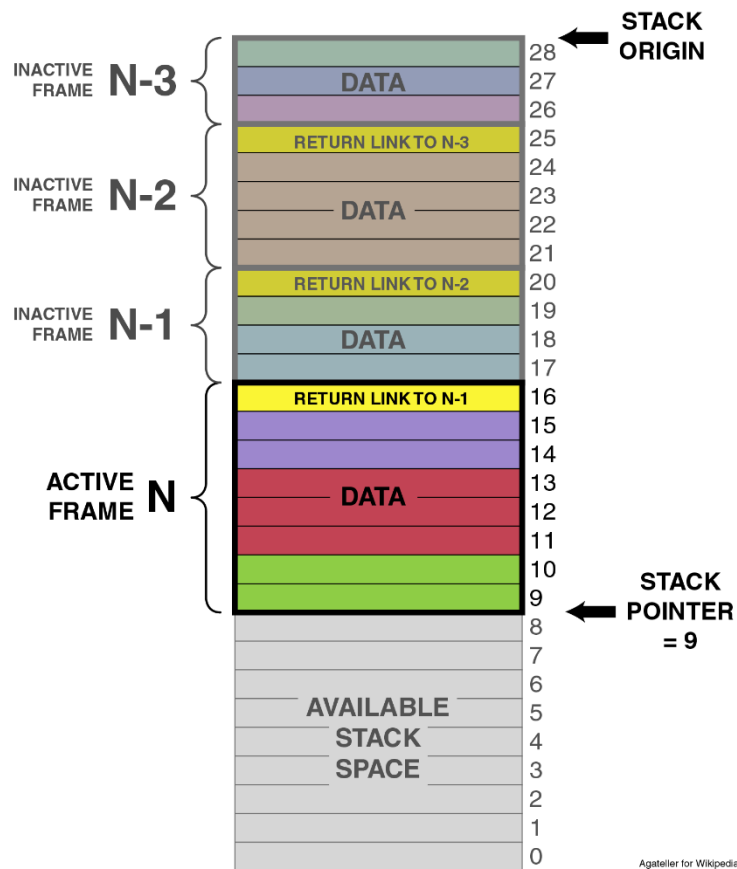 STACK
ORIGIN
28
INACTIVE
FRAME N-3
27
DATA
26
RETURN LINK TO N-3
25
24
INACTIVE
FRAME N-2
23
DATA
22
21
RETURN LINK TO N-2
20
19
INACTIVE
FRAME N-1
18
DATA
17
RETURN LINK TO N-1
16
15
14
ACTIVE
FRAME N
13
DATA
12
11
10
9
STACK
POINTER
= 9
8
7
6
AVAILABLE
STACK
SPACE
5
4
3
2
1
0
Agateller for Wikipedia